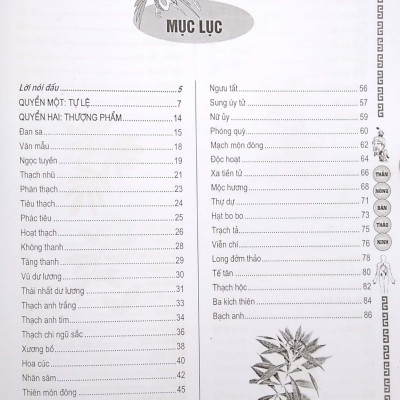 MỤC LỤC
Lời nói đầu 5
QUYỂN MỘT: TỰ LỆ 7
QUYỂN HAI: THƯỢNG PHẨM 14
Đan sa 15
Vân mẫu 18
Ngọc tuyền 19
Thạch nhũ 21
Phàn thạch 23
Tiêu thạch 24
Phác tiêu 25
Hoạt thạch 26
Không thanh 28
Tăng thanh 29
Vũ dư lương 30
Thái nhất dư lương 31
Thạch anh trắng 33
Thạch anh tím 34
Thạch chi ngũ sắc 36
Xương bồ 38
Hoa cúc 40
Nhân sâm 42
Thiên môn đông 45
Ngưu tất 56
Sung úy tử 57
Nữ ủy 59
Phòng quỳ 60
Mạch môn đông 62
Độc hoạt 64
Xa tiền tử 66
Mộc hương 68
Thự dự 71
Hạt bo bo 73
Trạch tả 75
Viễn chí 76
Long đởm thảo 78
Tế tân 80
Thạch hộc 82
Ba kích thiên 84
Bạch anh 86
THẦN
NÔNG
BẢN
THẢO
KINH